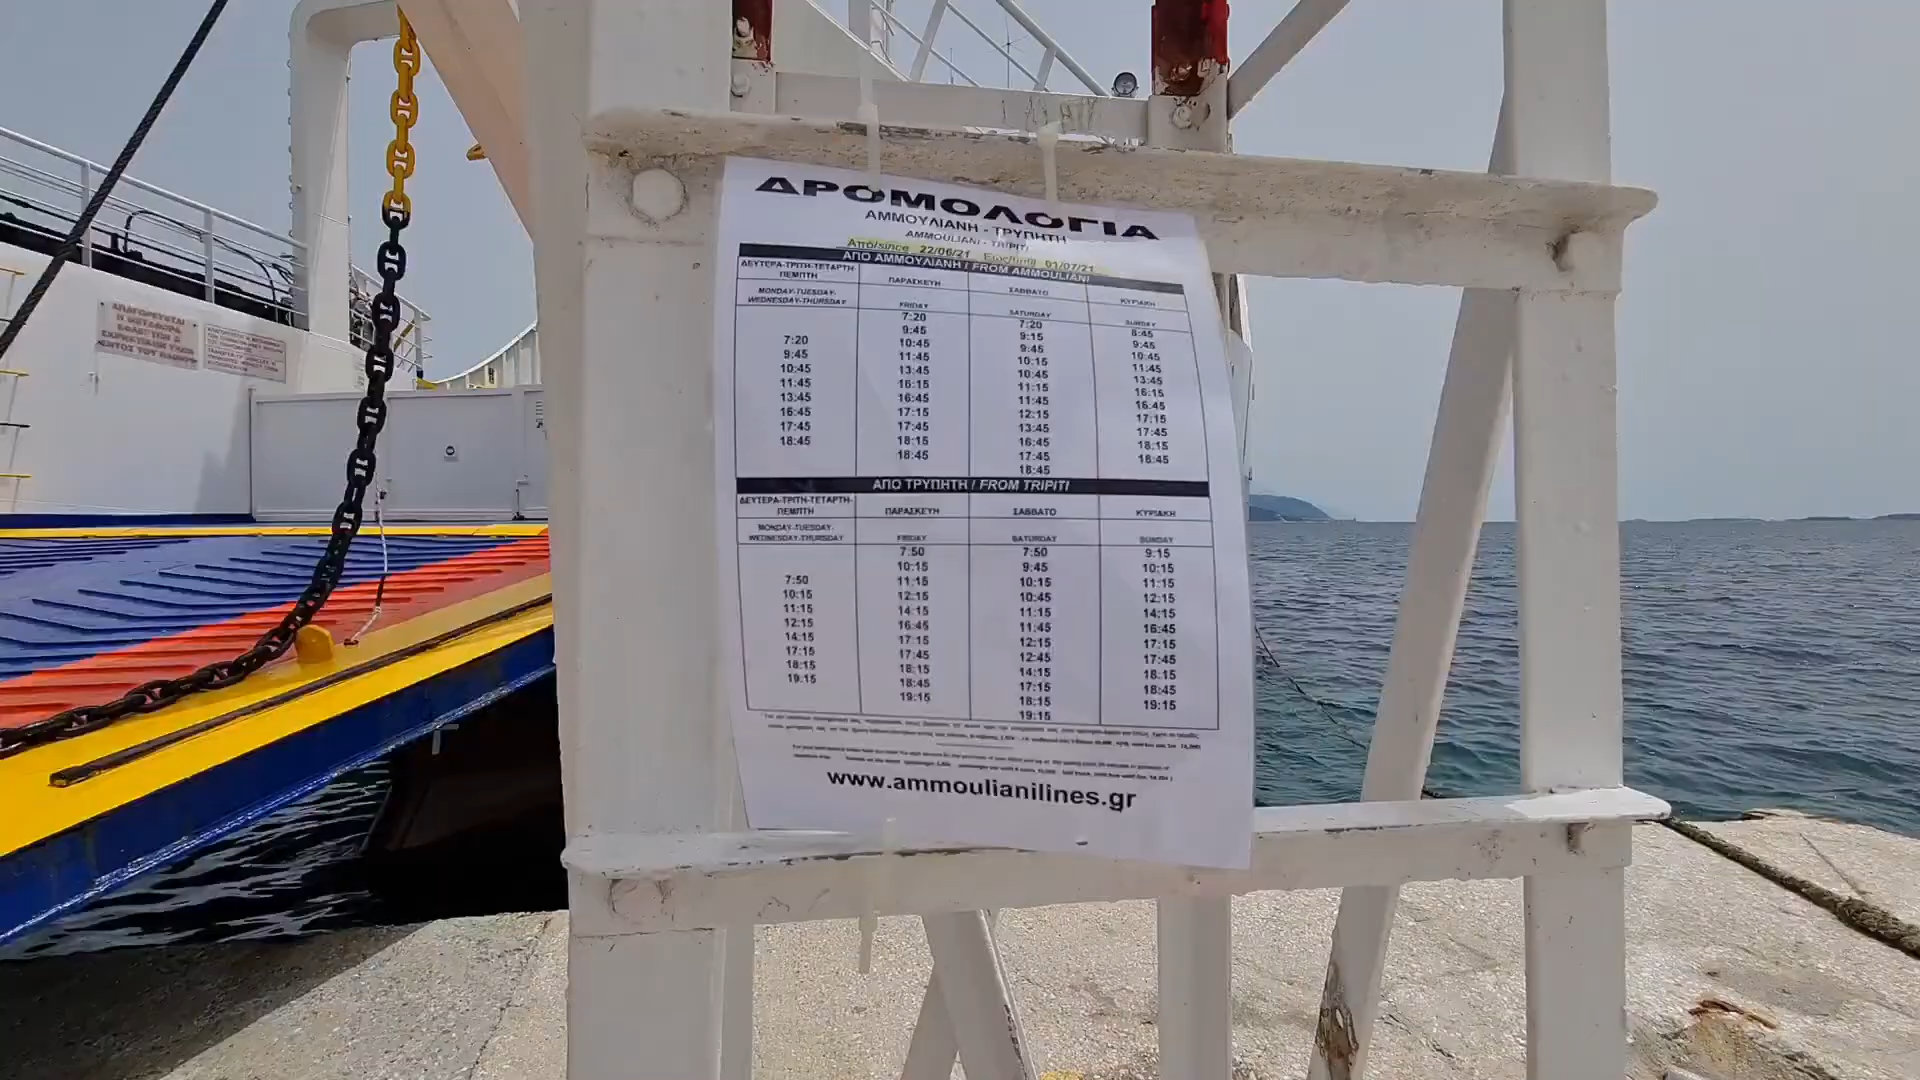 ΔΡΟΜΟΛΟΓΙΑ
ΑΜΜΟΥΛΙΑΝΗ - ΤΡΥΠΗΤΗ
AMMOULIANI - TRIPITI
Από/since 22/06/21 Εως/until 01/07/21
ΑΠΟ ΑΜΜΟΥΛΙΑΝΗ / FROM AMMOULIANI
ΔΕΥΤΕΡΑ-ΤΡΙΤΗ-ΤΕΤΑΡΤΗ-
ΠΕΜΠΤΗ
ΠΑΡΑΣΚΕΥΗ
ΣΑΒΒΑΤΟ
ΚΥΡΙΑΚΗ
MONDAY-TUESDAY-
WEDNESDAY-THURSDAY
FRIDAY
SATURDAY
SUNDAY
7:20
9:45
10:45
11:45
13:45
16:45
17:45
18:45
7:20
9:45
10:45
11:45
13:45
16:15
16:45
17:15
17:45
18:15
18:45
7:20
9:15
9:45
10:15
10:45
11:15
11:45
12:15
13:45
16:45
17:45
18:45
8:45
9:45
10:45
11:45
13:45
16:15
16:45
17:15
17:45
18:15
18:45
ΑΠΟ ΤΡΥΠΗΤΗ / FROM TRIPITI
ΔΕΥΤΕΡΑ-ΤΡΙΤΗ-ΤΕΤΑΡΤΗ-
ΠΕΜΠΤΗ
ΠΑΡΑΣΚΕΥΗ
ΣΑΒΒΑΤΟ
ΚΥΡΙΑΚΗ
MONDAY-TUESDAY-
WEDNESDAY-THURSDAY
FRIDAY
SATURDAY
SUNDAY
7:50
10:15
11:15
12:15
14:15
17:15
18:15
19:15
7:50
10:15
11:15
12:15
14:15
16:45
17:15
17:45
18:15
18:45
19:15
7:50
9:45
10:15
10:45
11:15
11:45
12:15
12:45
14:15
17:15
18:15
19:15
9:15
10:15
11:15
12:15
14:15
16:45
17:15
17:45
18:15
18:45
19:15
www.ammoulianilines.gr
ΑΠΑΓΟΡΕΥΕΤΑΙ
Η ΜΕΤΑΦΟΡΑ
ΕΝΤΟΣ ΤΟΥ